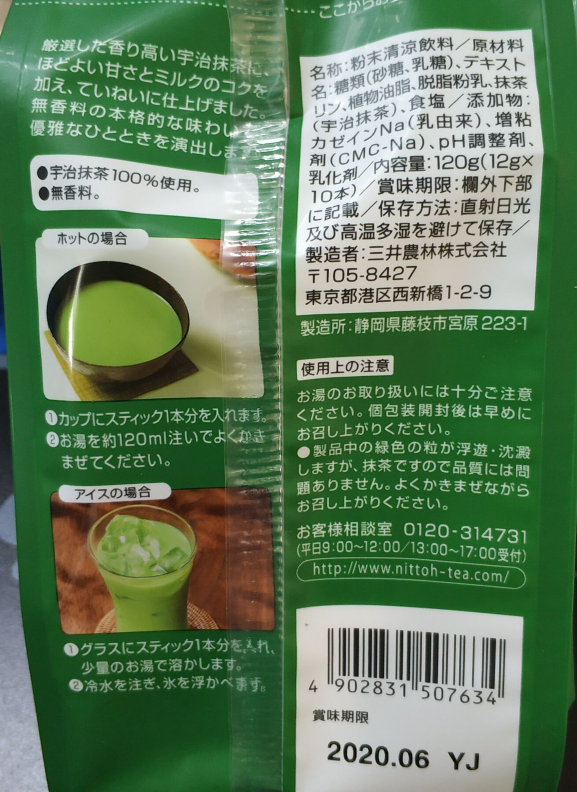 ここから
厳選した香り高い宇治抹茶に、
ほどよい甘さとミルクのコクを
加え、ていねいに仕上げました。
無香料の本格的な味わい
優雅なひとときを演出しま
●宇治抹茶100%使用。
●無香料。
ホットの場合
❶カップにスティック1本分を入れます。
❷お湯を約120ml注いでよくかき
まぜてください。
アイスの場合
❶グラスにスティック1本分を入れ、
少量のお湯で溶かします。
❷冷水を注ぎ、氷を浮かべます。
名称:粉末清涼飲料/原材料
名:糖類(砂糖、乳糖)、デキスト
リン、植物油脂、脱脂粉乳、抹茶
(宇治抹茶)、食塩/添加物:
カゼインNa(乳由来)、増粘
剤(CMC-Na)、pH調整剤、
乳化剤/内容量:120g(12g×
10本)/賞味期限:欄外下部
に記載/保存方法:直射日光
及び高温多湿を避けて保存/
製造者:三井農林株式会社
〒105-8427
東京都港区西新橋1-2-9
製造所:静岡県藤枝市宮原223-1
使用上の注意
お湯のお取り扱いには十分ご注意
ください。個包装開封後は早めに
お召し上がりください。
●製品中の緑色の粒が浮遊・沈澱
しますが、抹茶ですので品質には問
題ありません。よくかきまぜながら
お召し上がりください。
お客様相談室 0120-314731
(平日9:00~12:00/13:00~17:00受付)
http://www.nittoh-tea.com/
4 902831 507634
賞味期限
2020.06 YJ